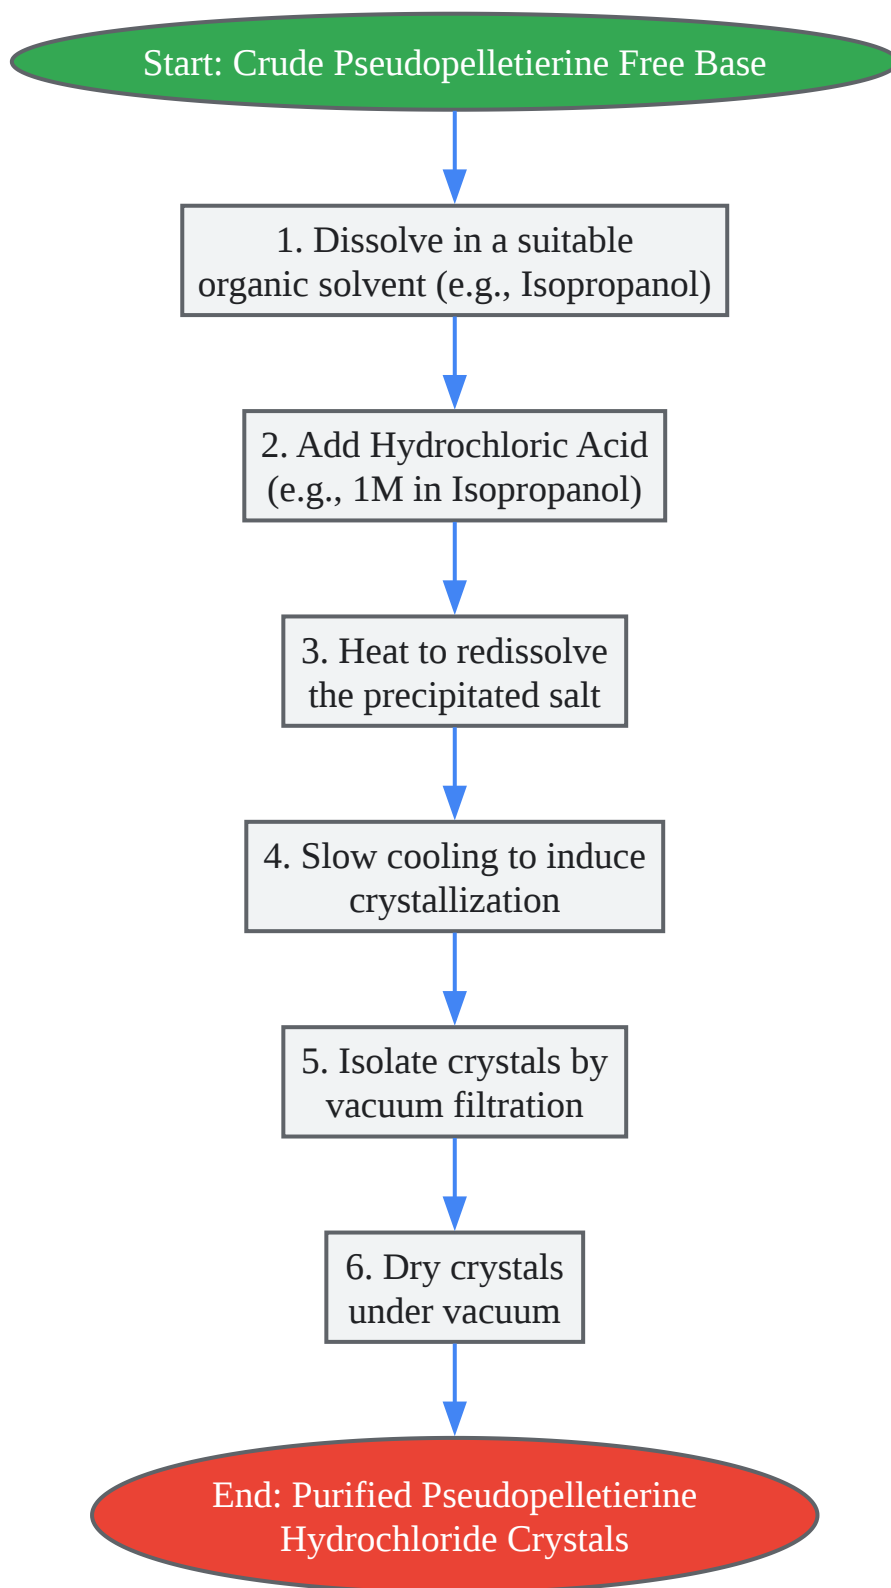 Start: Crude Pseudopelletierine Free Base
1. Dissolve in a suitable
organic solvent (e.g., Isopropanol)
2. Add Hydrochloric Acid
(e.g., 1M in Isopropanol)
3. Heat to redissolve
the precipitated salt
4. Slow cooling to induce
crystallization
5. Isolate crystals by
vacuum filtration
6. Dry crystals
under vacuum
End: Purified Pseudopelletierine
Hydrochloride Crystals